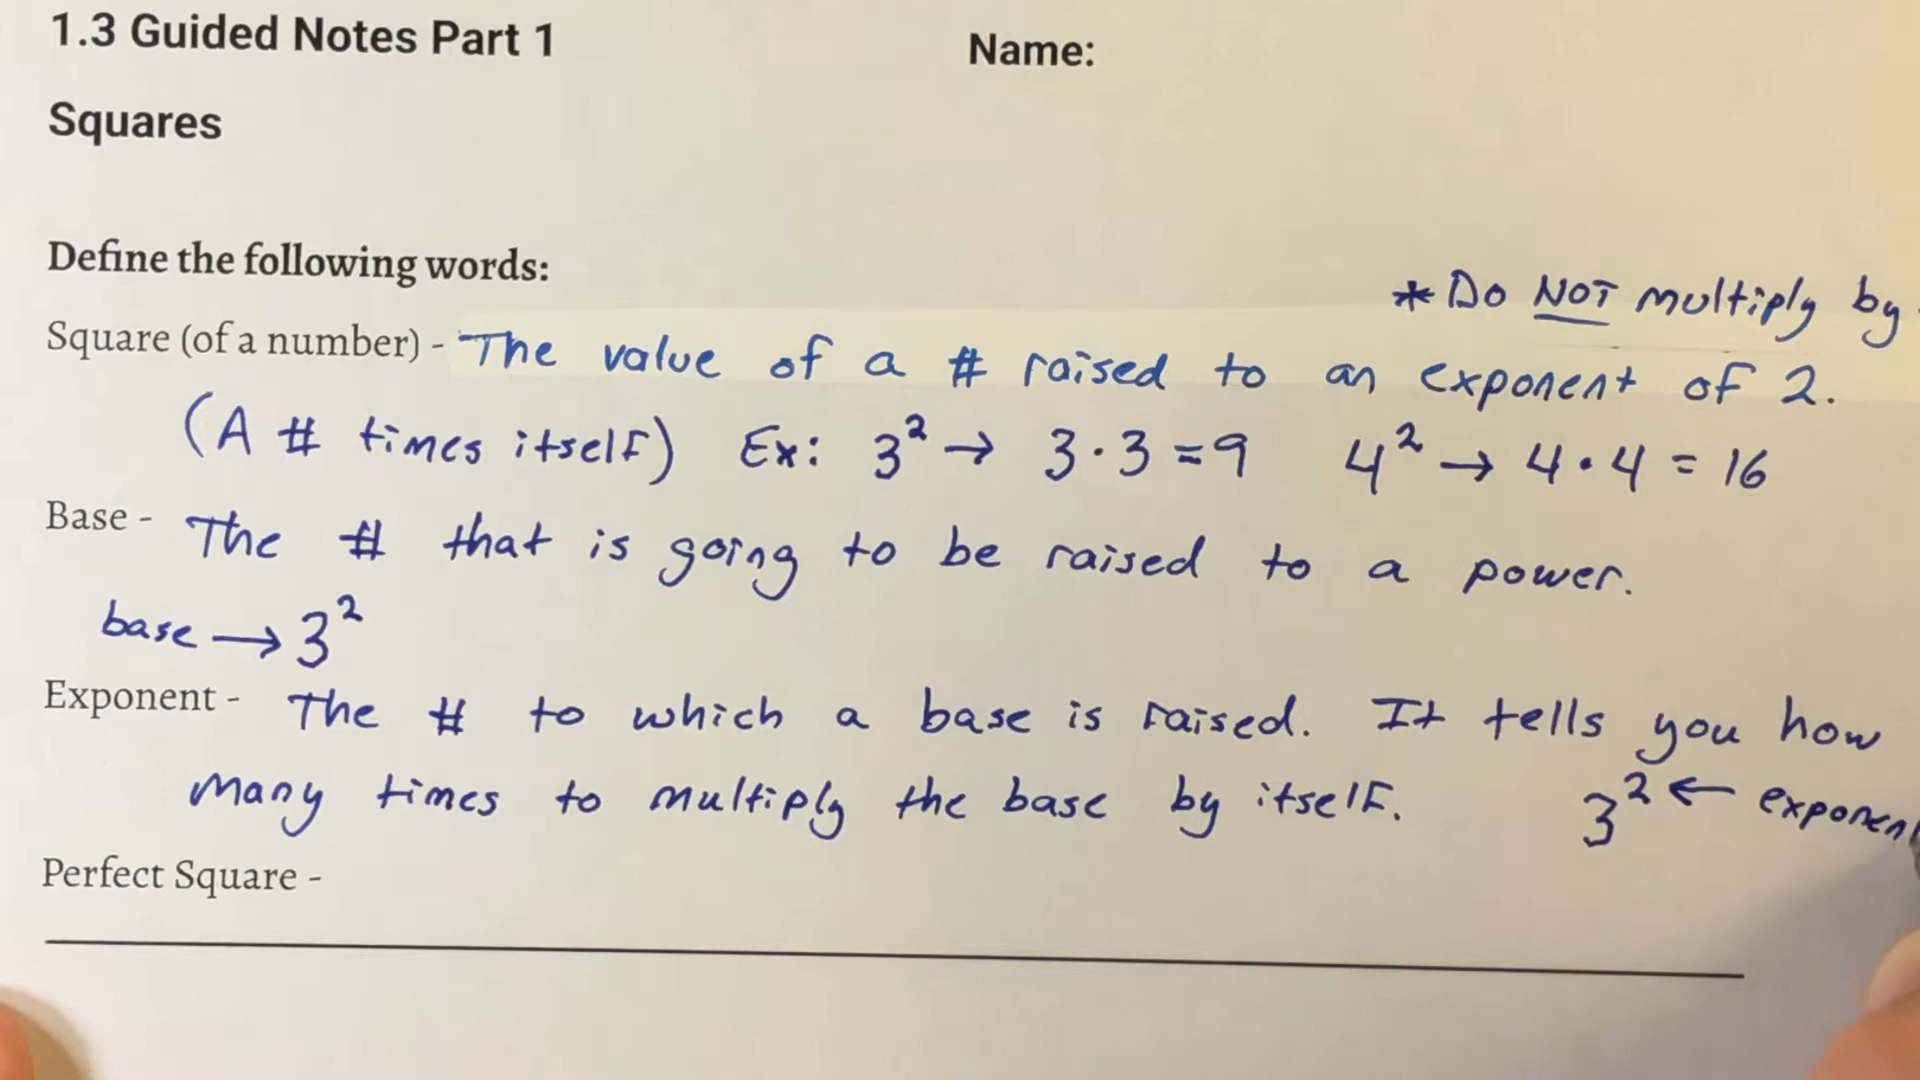 1.3 Guided Notes Part 1
Name:
Squares
Define the following words:
* Do NOT multiply by
Square (of a number) - The value of a # raised to an exponent of 2.
(A # times itself) Ex: 3² → 3·3=9 4² → 4·4 = 16
Base - The # that is going to be raised to a power.
base → 3²
Exponent - The # to which a base is raised. It tells you how
many times to multiply the base by itself. 3² ← exponent
Perfect Square -